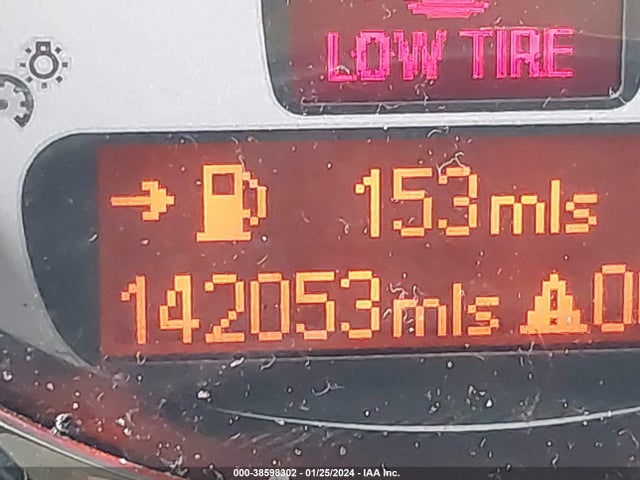 LOW TIRE
153 mls
142053 mls
000-38598302 - 01/25/2024 - IAA Inc.